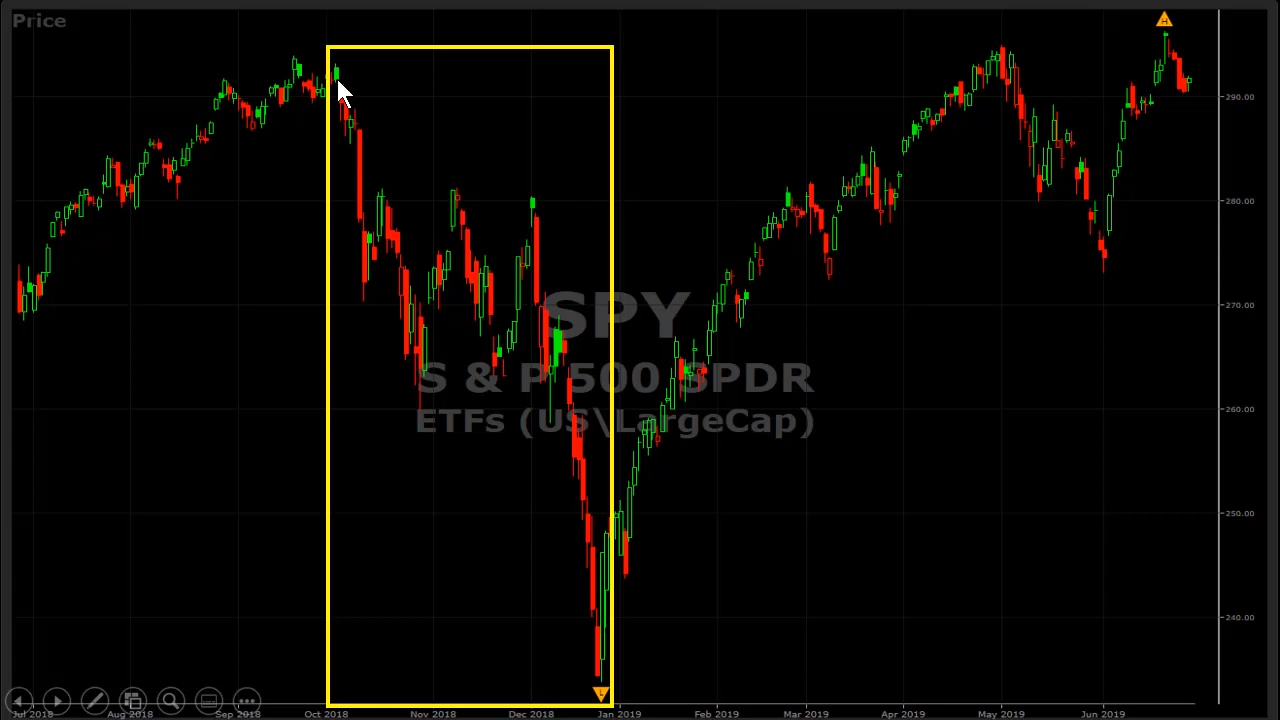 Price
H
290.00
280.00
270.00
260.00
250.00
240.00
SPY
S & P 500 SPDR
ETFs (US\LargeCap)
L
Jul 2018 Aug 2018 Sep 2018 Oct 2018 Nov 2018 Dec 2018 Jan 2019 Feb 2019 Mar 2019 Apr 2019 May 2019 Jun 2019